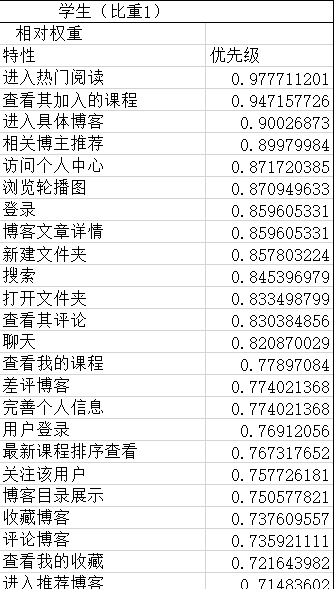 学生（比重1）
相对权重
特性 优先级
进入热门阅读 0.977711201
查看其加入的课程 0.947157726
进入具体博客 0.90026873
相关博主推荐 0.89979984
访问个人中心 0.871720385
浏览轮播图 0.870949633
登录 0.859605331
博客文章详情 0.859605331
新建文件夹 0.857803224
搜索 0.845396979
打开文件夹 0.833498799
查看其评论 0.830384856
聊天 0.820870029
查看我的课程 0.77897084
差评博客 0.774021368
完善个人信息 0.774021368
用户登录 0.76912056
最新课程排序查看 0.767317652
关注该用户 0.757726181
博客目录展示 0.750577821
收藏博客 0.737609557
评论博客 0.735921111
查看我的收藏 0.721643982
进入推荐博客 0.71483602